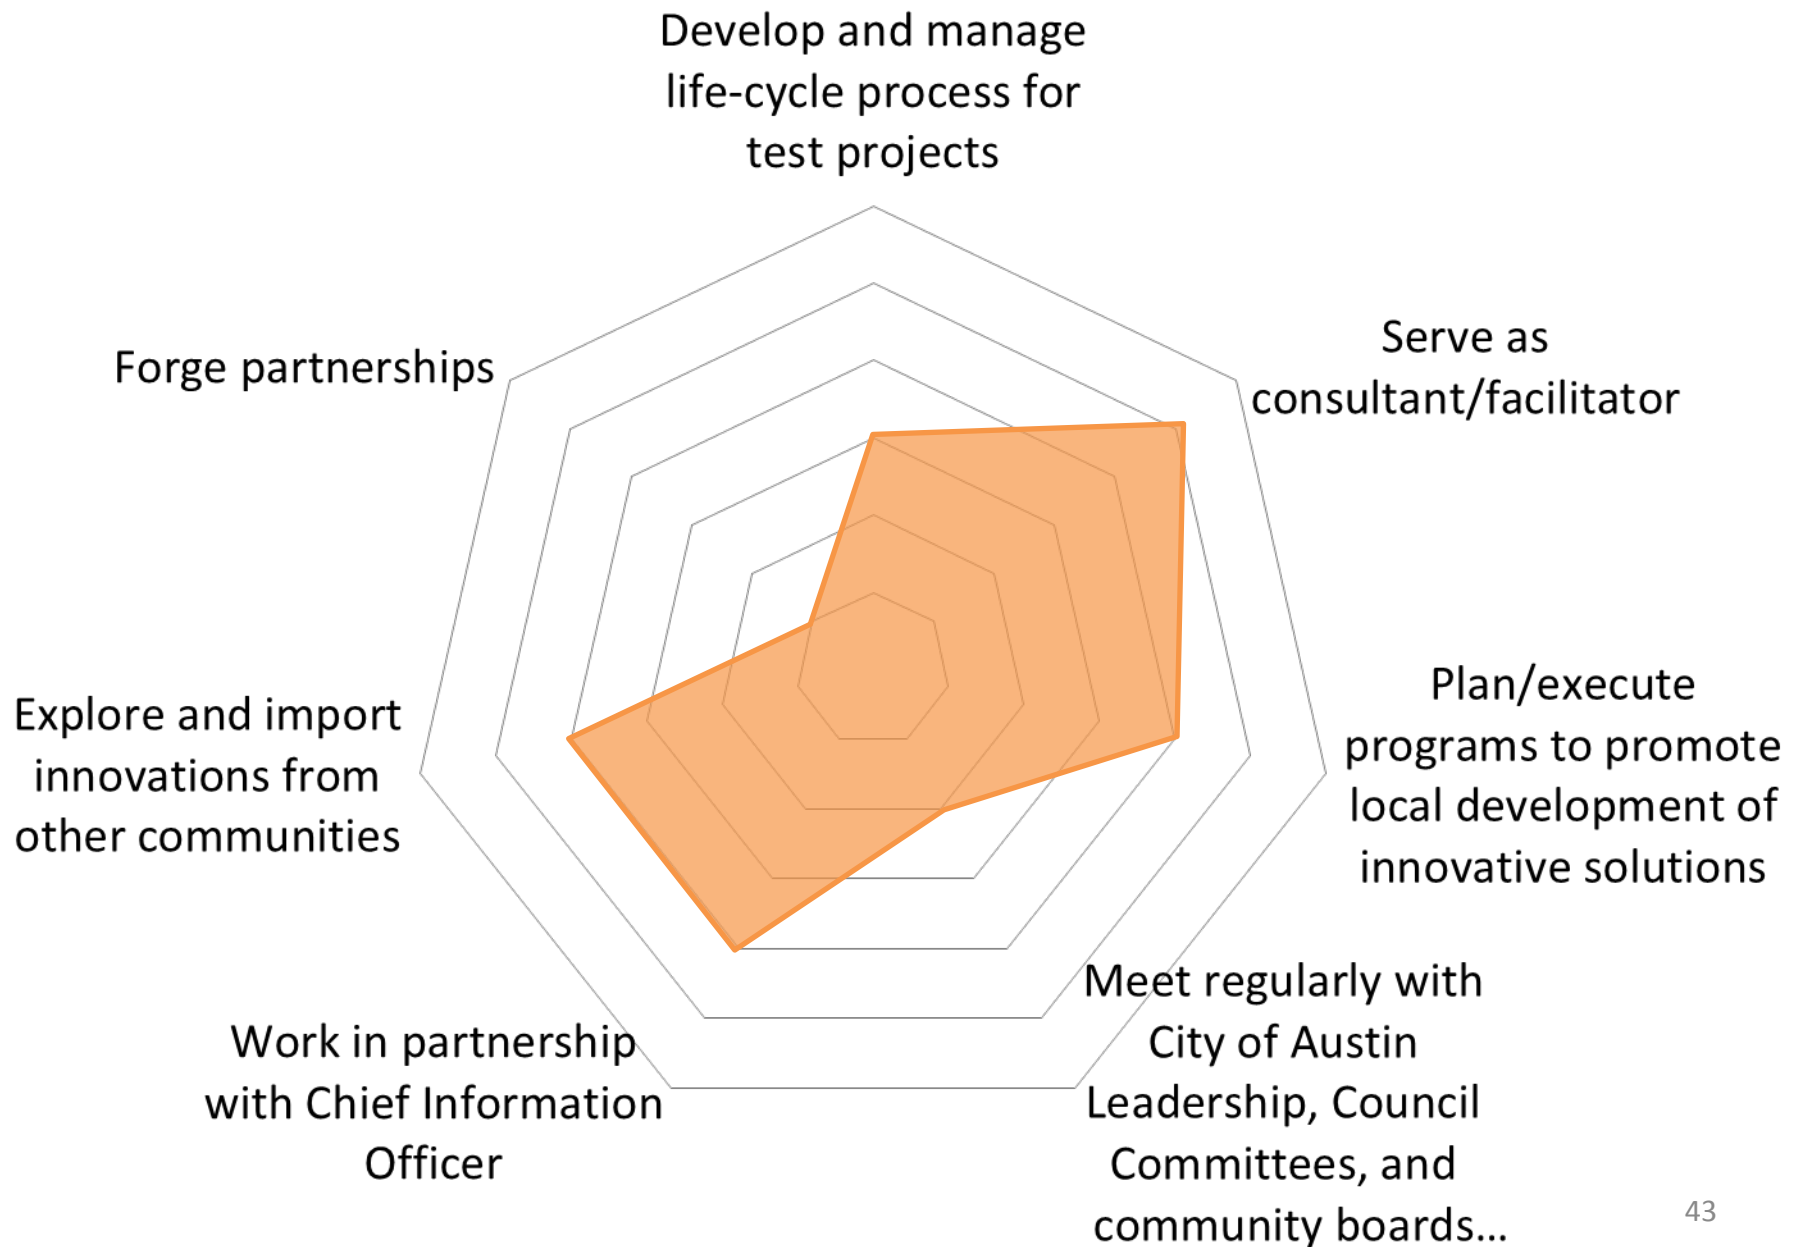 Develop and manage
life-cycle process for
test projects
Serve as
consultant/facilitator
Forge partnerships
Plan/execute
programs to promote
local development of
innovative solutions
Explore and import
innovations from
other communities
Meet regularly with
City of Austin
Leadership, Council
Committees, and
community boards...
Work in partnership
with Chief Information
Officer
43